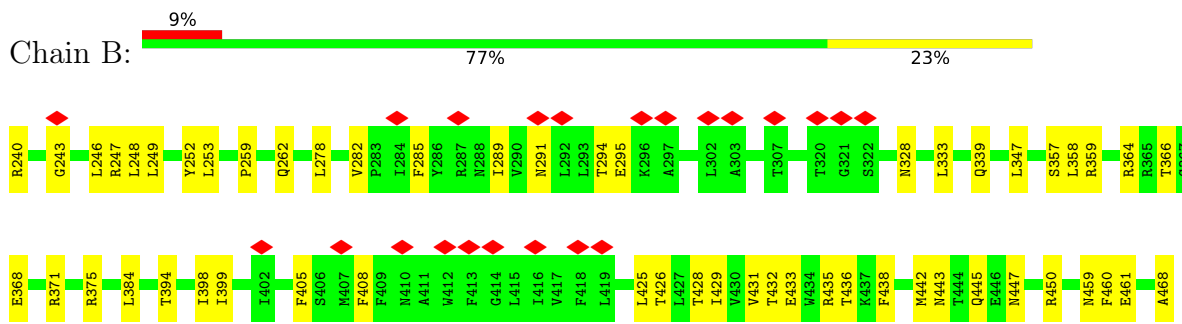 9%
Chain B:
77% 23%
R240 G243 L246 R247 L248 L249 Y252 L253 P259 Q262 L278 V282 P283 I284 F285 Y286 R287 N288 I289 V290 N291 L292 L293 T294 E295 K296 A297 L302 A303 T307 T320 G321 S322 N328 L333 Q339 L347 S357 L358 R359 R364 R365 T366
E368 R371 R375 L384 T394 I398 I399 I402 F405 S406 M407 F408 F409 N410 A411 W412 F413 G414 L415 I416 V417 F418 L419 L425 T426 L427 T428 I429 V430 V431 T432 E433 W434 R435 T436 K437 F438 M442 N443 T444 Q445 E446 N447 R450 N459 F460 E461 A468